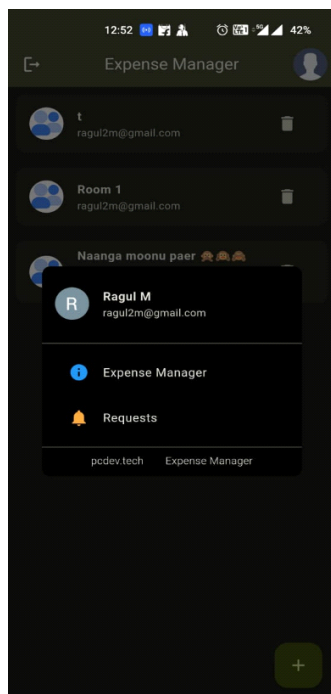 12:52 42%
Expense Manager
t
ragul2m@gmail.com
Room 1
ragul2m@gmail.com
Naanga moonu paer 🙊🙉🙈
R
Ragul M
ragul2m@gmail.com
Expense Manager
Requests
pcdev.tech Expense Manager
+